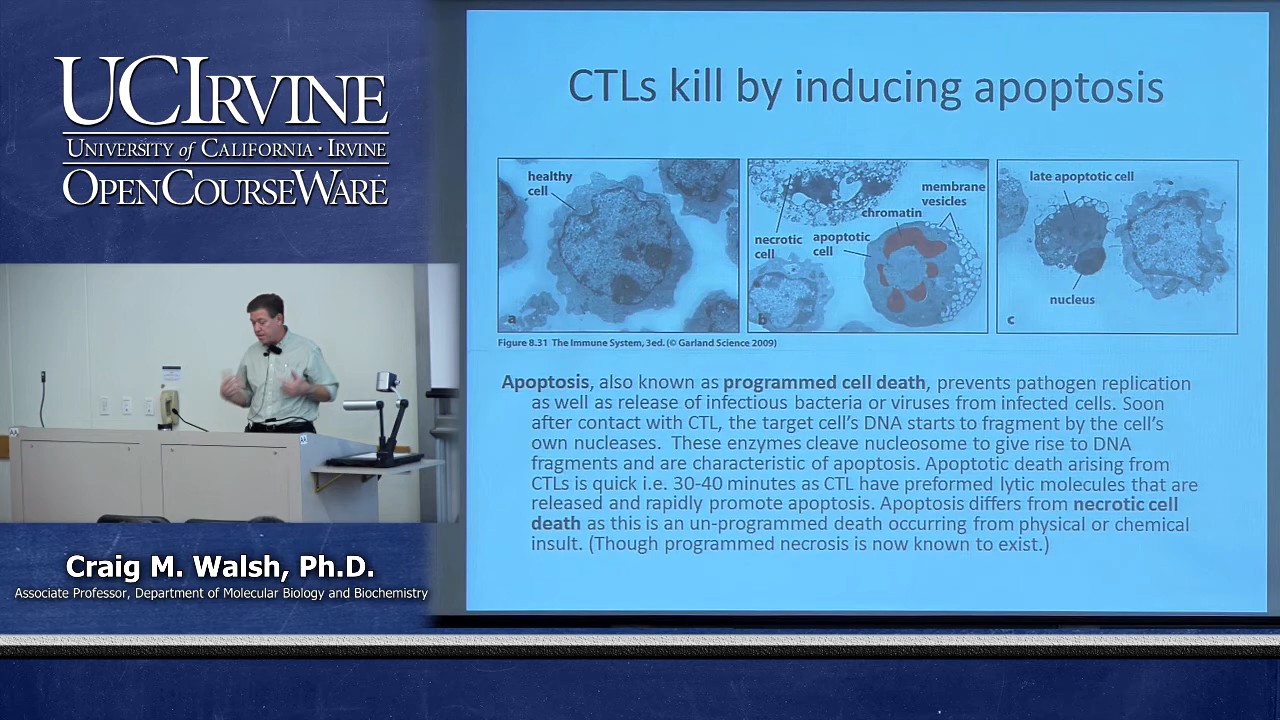 UCIRVINE
UNIVERSITY of CALIFORNIA · IRVINE
OPENCOURSEWARE
Craig M. Walsh, Ph.D.
Associate Professor, Department of Molecular Biology and Biochemistry
CTLs kill by inducing apoptosis
healthy
cell
a
necrotic
cell
apoptotic
cell
chromatin
membrane
vesicles
b
late apoptotic cell
nucleus
c
Figure 8.31 The Immune System, 3ed. (© Garland Science 2009)
Apoptosis, also known as programmed cell death, prevents pathogen replication
as well as release of infectious bacteria or viruses from infected cells. Soon
after contact with CTL, the target cell's DNA starts to fragment by the cell's
own nucleases. These enzymes cleave nucleosome to give rise to DNA
fragments and are characteristic of apoptosis. Apoptotic death arising from
CTLs is quick i.e. 30-40 minutes as CTL have preformed lytic molecules that are
released and rapidly promote apoptosis. Apoptosis differs from necrotic cell
death as this is an un-programmed death occurring from physical or chemical
insult. (Though programmed necrosis is now known to exist.)